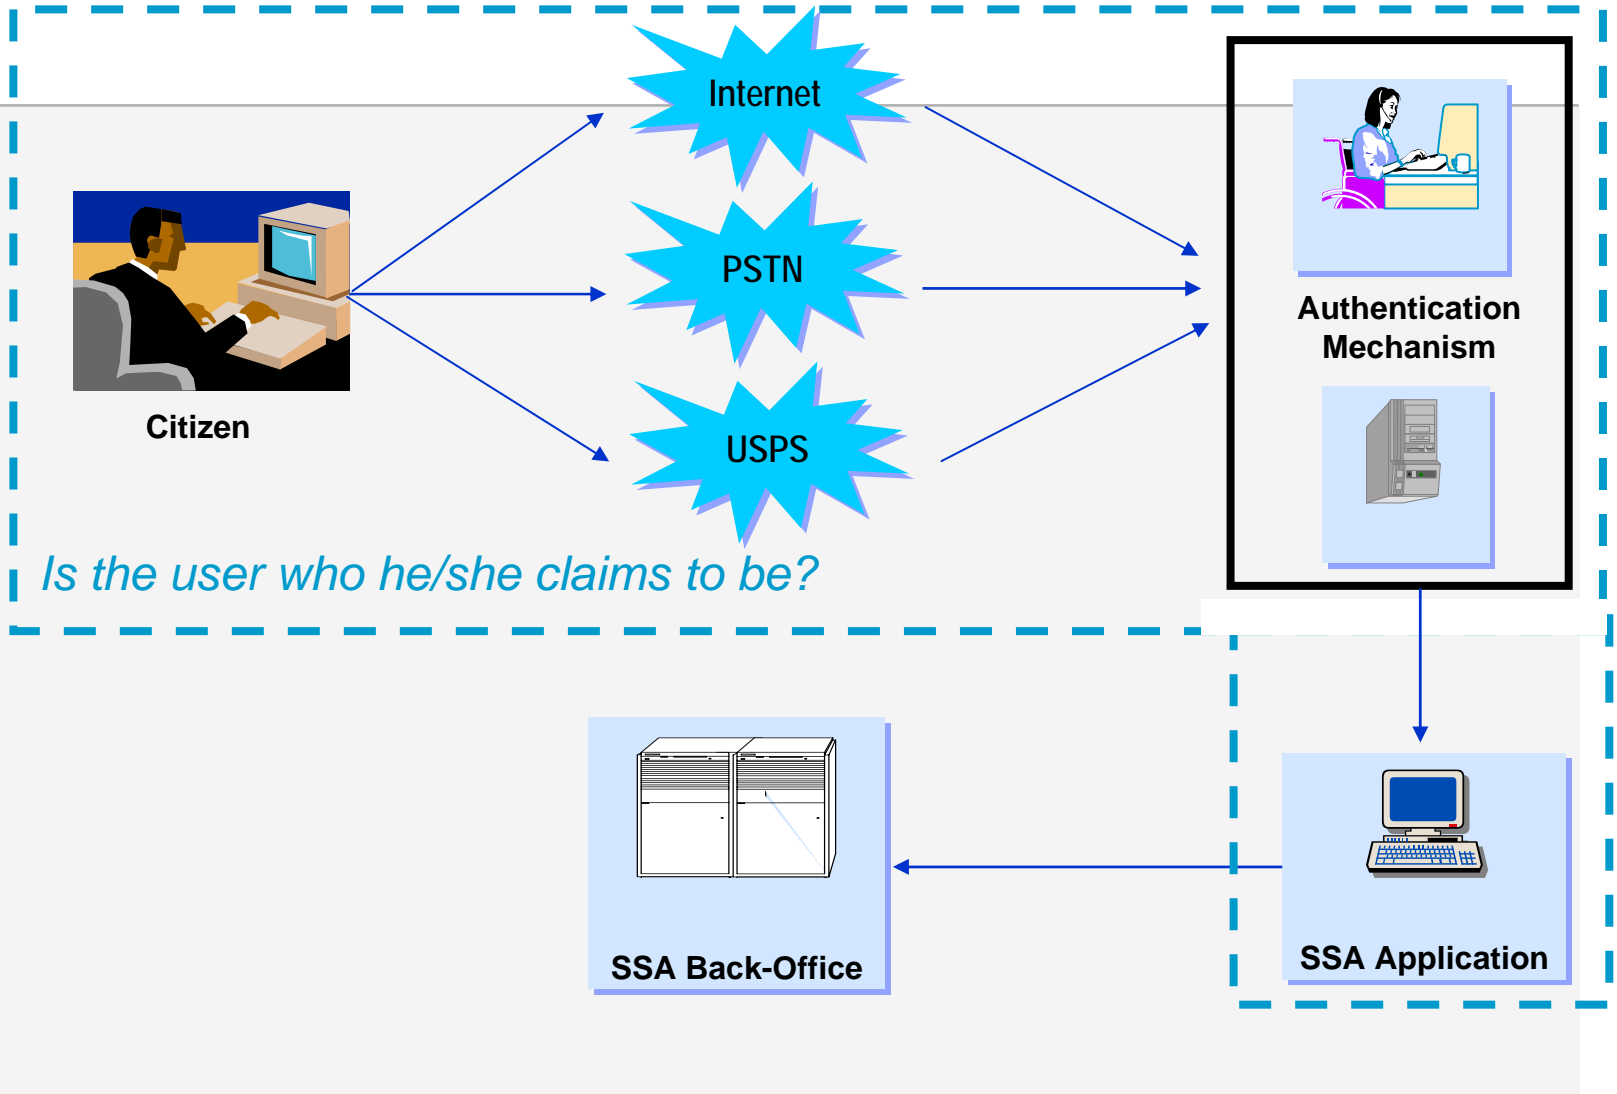 Internet
PSTN
Authentication
Mechanism
Citizen
USPS
Is the user who he/she claims to be?
SSA Back-Office
SSA Application